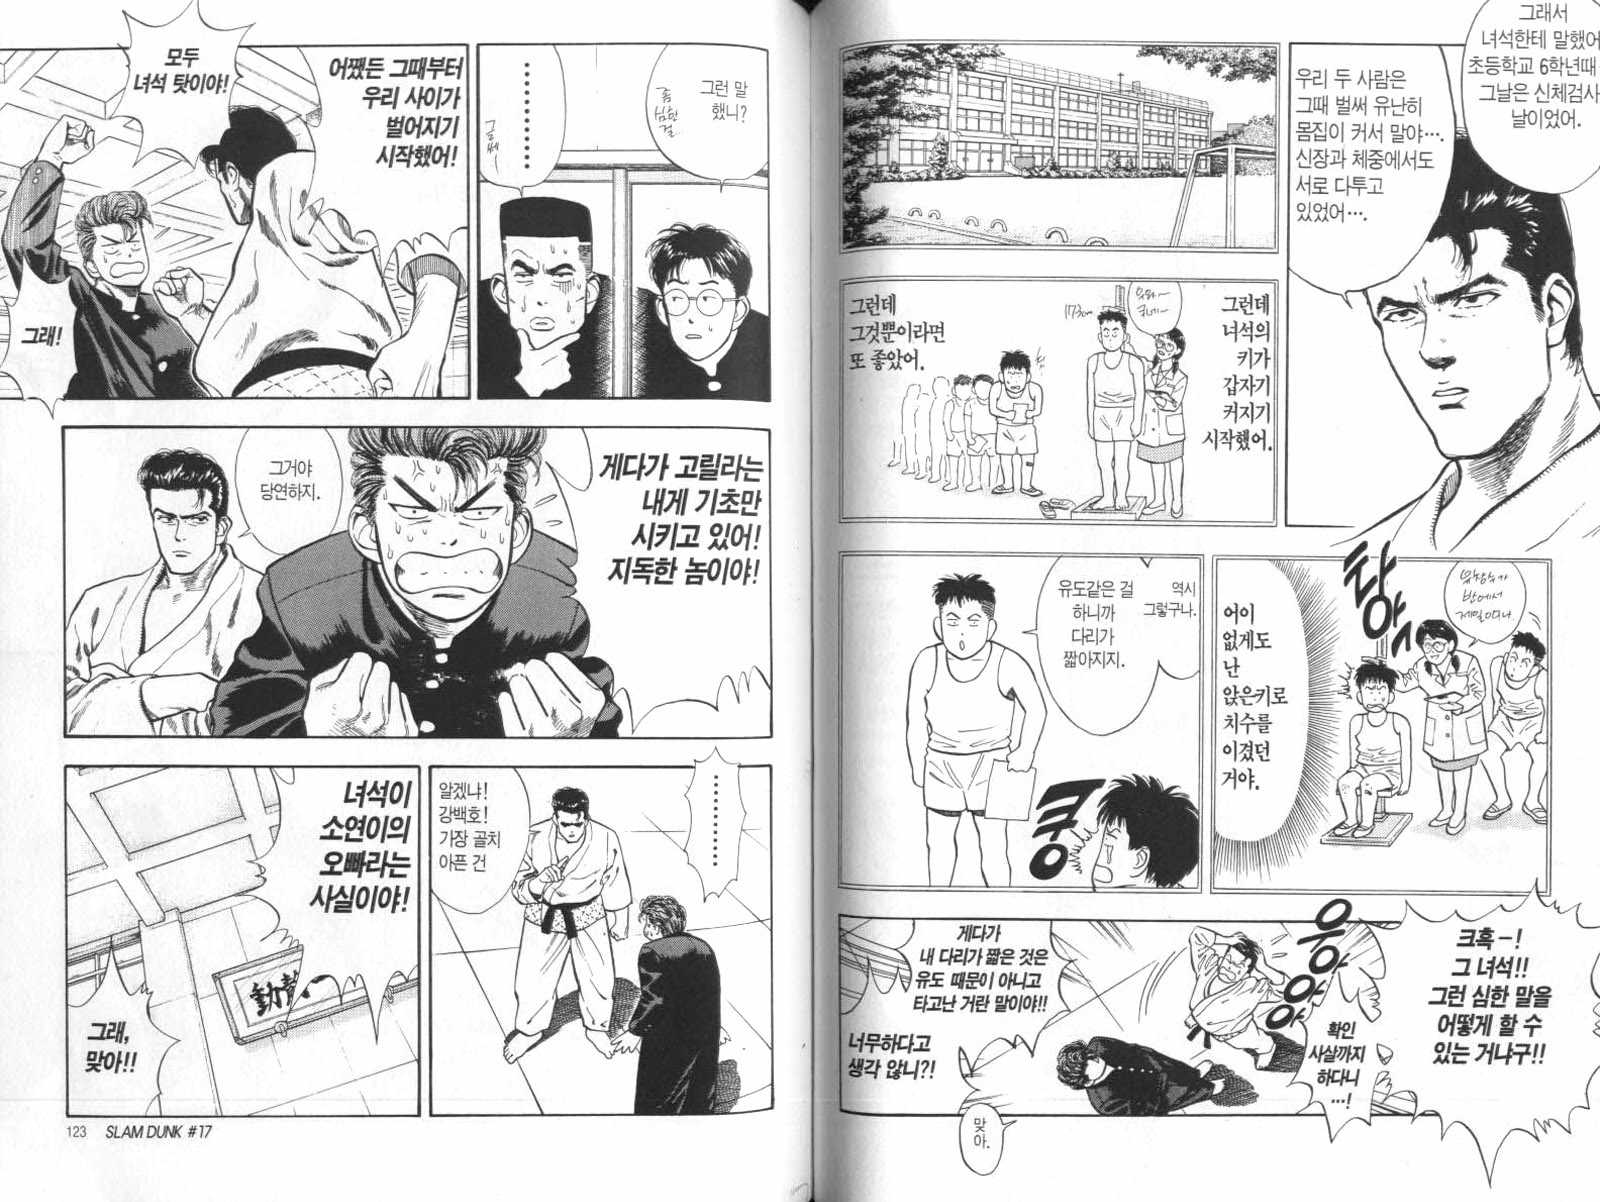 그래서
녀석한테 말했어
초등학교 6학년때
그날은 신체검사
날이었어.
우리 두 사람은
그때 벌써 유난히
몸집이 커서 말야….
신장과 체중에서도
서로 다투고
있었어….
그런데
녀석의
키가
갑자기
커지기
시작했어.
173cm
그런데
그것뿐이라면
또 좋았어.
탕아
어이
없게도
난
앉은키로
치수를
이겼던
거야.
역시
그렇구나.
유도같은 걸
하니까
다리가
짧아지지.
쿵
크흑-!
그 녀석!!
그런 심한 말을
어떻게 할 수
있는 거냐구!!
응아아아
확인
사살까지
하다니
…!
게다가
내 다리가 짧은 것은
유도 때문이 아니고
타고난 거란 말이야!!
너무하다고
생각 않니?!
맞
아.
그런 말
했니?
좀
심한
걸
………
글
쎄
어쨌든 그때부터
우리 사이가
벌어지기
시작했어!
모두
녀석 탓이야!
그래!
게다가 고릴라는
내게 기초만
시키고 있어!
지독한 놈이야!
그거야
당연하지.
………
알겠냐!
강백호!
가장 골치
아픈 건
녀석이
소연이의
오빠라는
사실이야!
그래,
맞아!!
123 SLAM DUNK #17